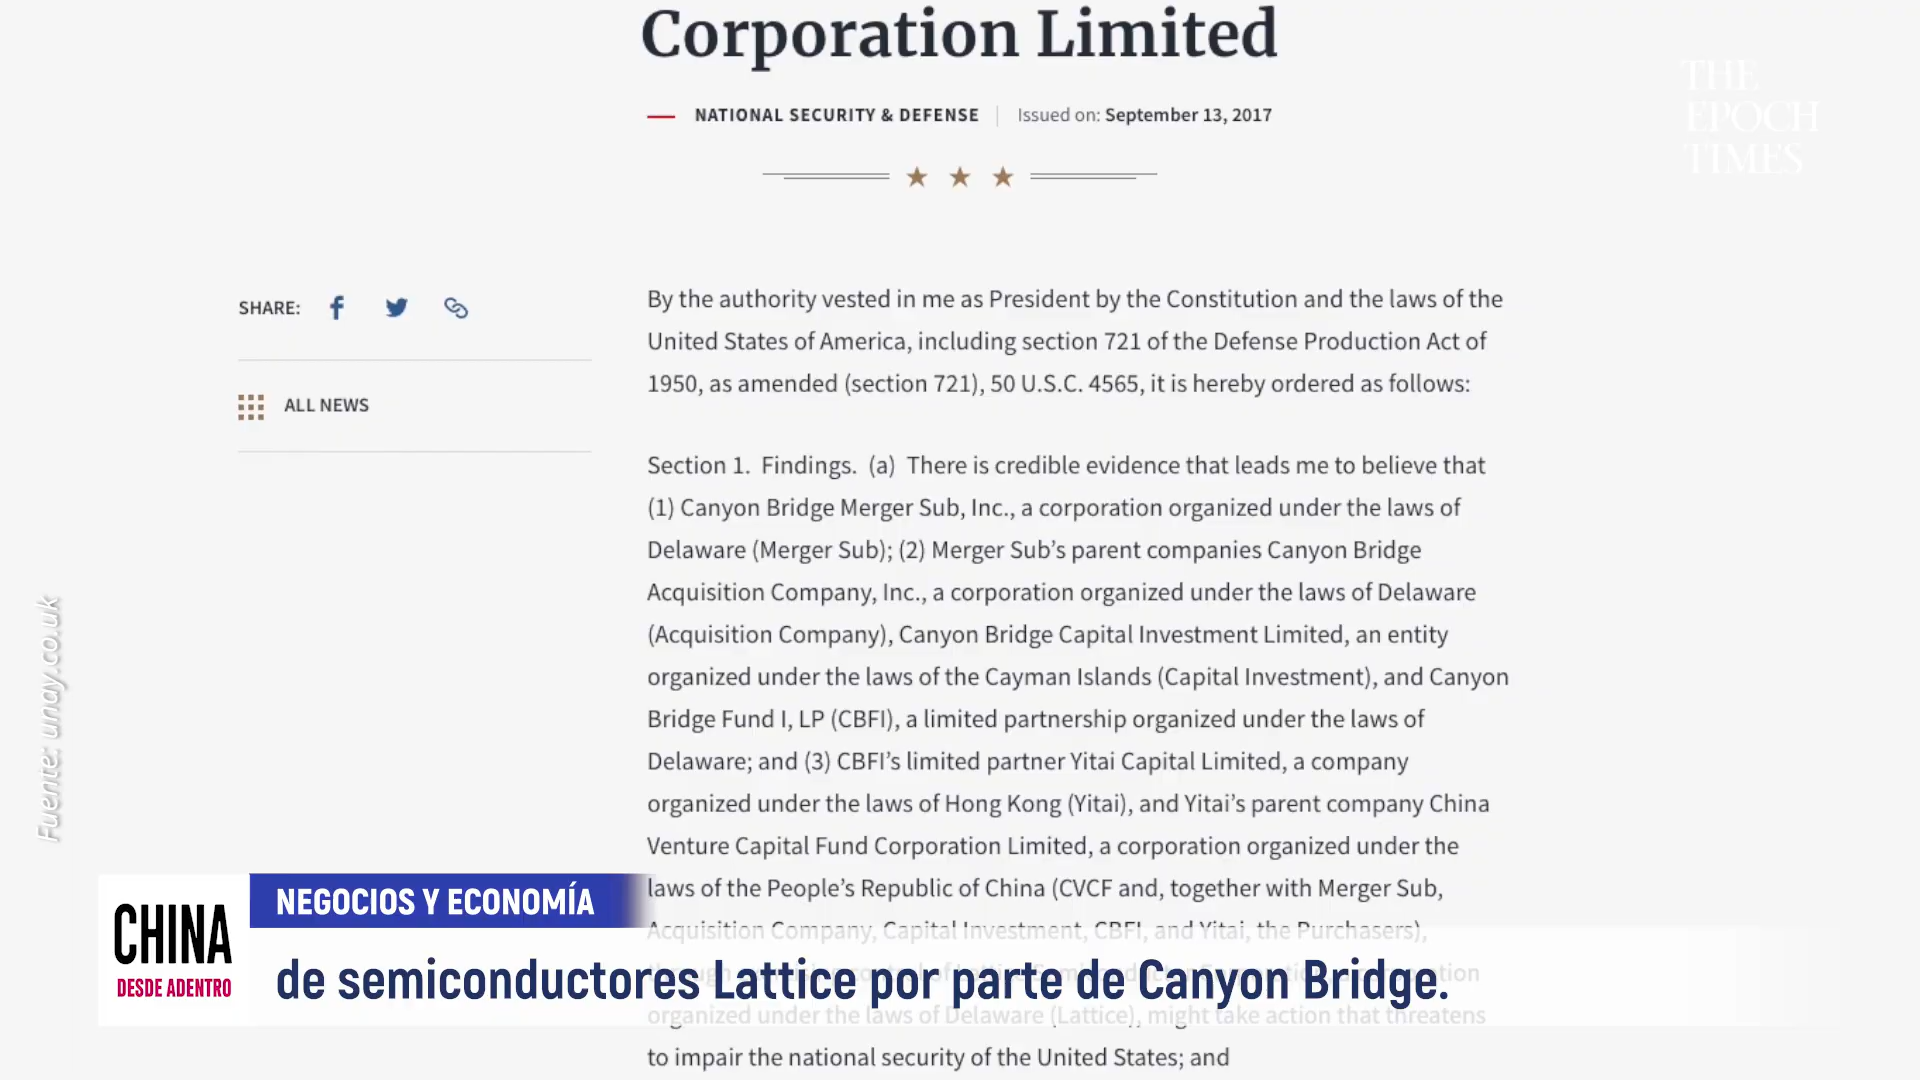 Corporation Limited
NATIONAL SECURITY & DEFENSE Issued on: September 13, 2017
THE
EPOCH
TIMES
SHARE:
ALL NEWS
By the authority vested in me as President by the Constitution and the laws of the
United States of America, including section 721 of the Defense Production Act of
1950, as amended (section 721), 50 U.S.C. 4565, it is hereby ordered as follows:
Section 1. Findings. (a) There is credible evidence that leads me to believe that
(1) Canyon Bridge Merger Sub, Inc., a corporation organized under the laws of
Delaware (Merger Sub); (2) Merger Sub’s parent companies Canyon Bridge
Acquisition Company, Inc., a corporation organized under the laws of Delaware
(Acquisition Company), Canyon Bridge Capital Investment Limited, an entity
organized under the laws of the Cayman Islands (Capital Investment), and Canyon
Bridge Fund I, LP (CBFI), a limited partnership organized under the laws of
Delaware; and (3) CBFI’s limited partner Yitai Capital Limited, a company
organized under the laws of Hong Kong (Yitai), and Yitai’s parent company China
Venture Capital Fund Corporation Limited, a corporation organized under the
laws of the People’s Republic of China (CVCF and, together with Merger Sub,
Acquisition Company, Capital Investment, CBFI, and Yitai, the Purchasers),
organized under the laws of Delaware (Lattice), might take action that threatens
to impair the national security of the United States; and
Fuente: unay.co.uk
CHINA
DESDE ADENTRO
NEGOCIOS Y ECONOMÍA
de semiconductores Lattice por parte de Canyon Bridge.